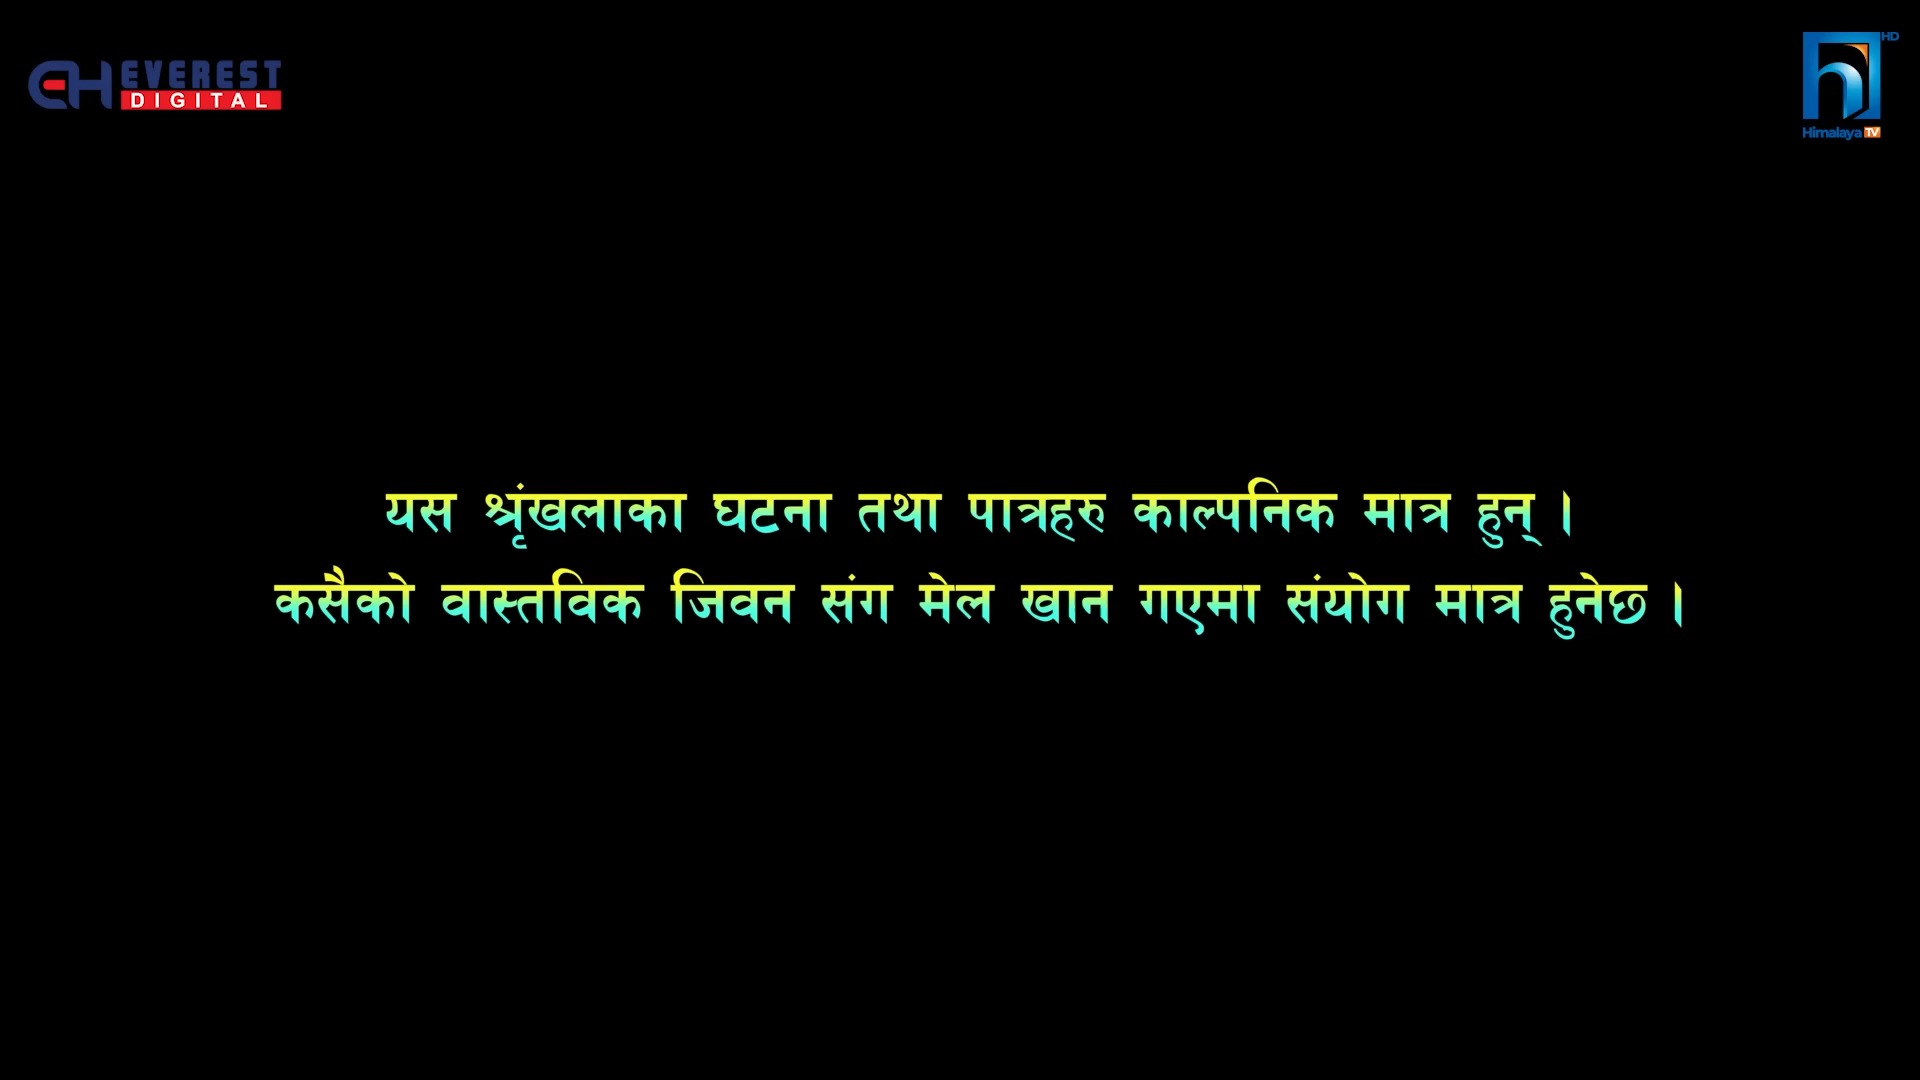 EVEREST
DIGITAL
HD
Himalaya TV
यस श्रृंखलाका घटना तथा पात्रहरु काल्पनिक मात्र हुन् ।
कसैको वास्तविक जिवन संग मेल खान गएमा संयोग मात्र हुनेछ ।